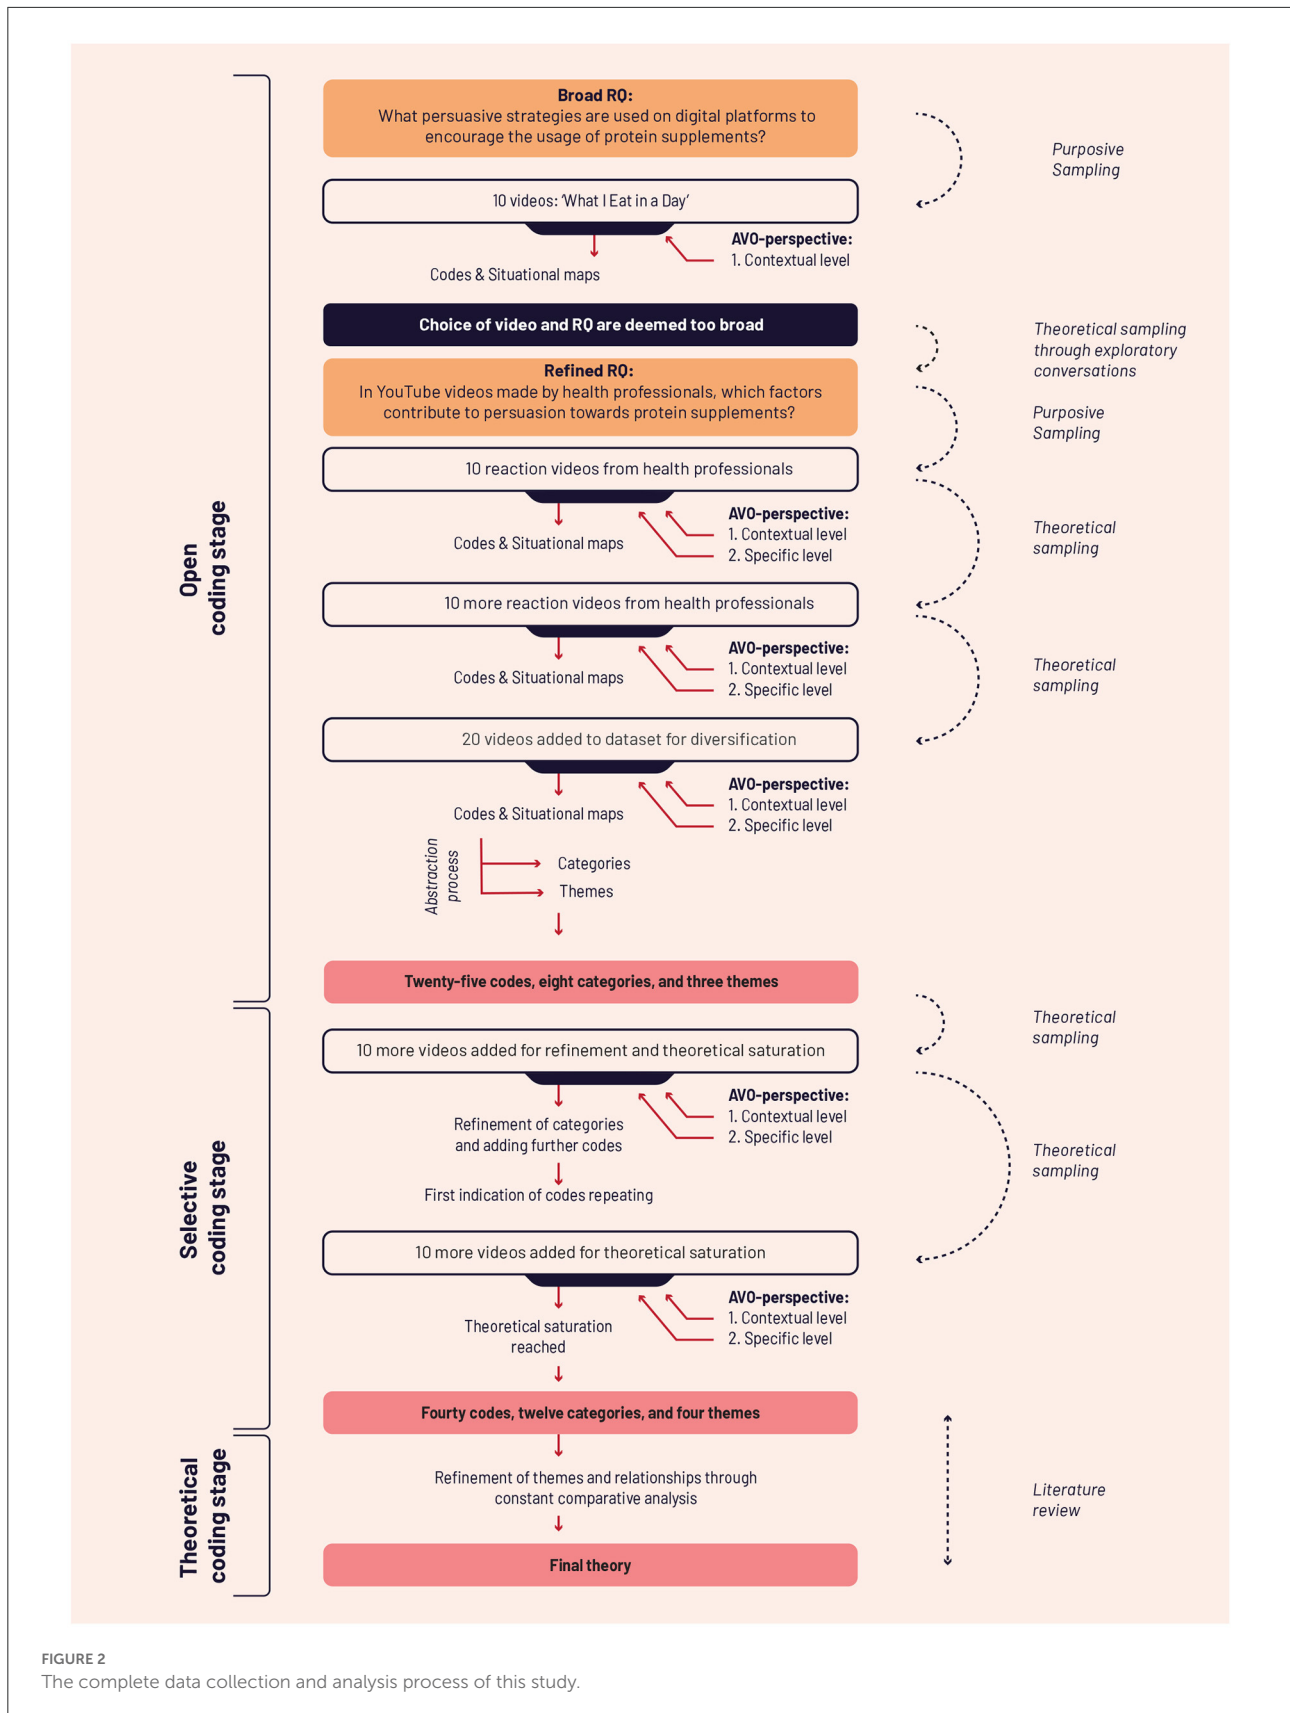 Broad RQ:
What persuasive strategies are used on digital platforms to
encourage the usage of protein supplements?
Purposive
Sampling
10 videos: ‘What I Eat in a Day’
AVO-perspective:
1. Contextual level
Codes & Situational maps
Choice of video and RQ are deemed too broad
Theoretical sampling
through exploratory
conversations
Refined RQ:
In YouTube videos made by health professionals, which factors
contribute to persuasion towards protein supplements?
Purposive
Sampling
10 reaction videos from health professionals
AVO-perspective:
1. Contextual level
2. Specific level
Codes & Situational maps
Theoretical
sampling
Open
coding stage
10 more reaction videos from health professionals
AVO-perspective:
1. Contextual level
2. Specific level
Codes & Situational maps
Theoretical
sampling
20 videos added to dataset for diversification
AVO-perspective:
1. Contextual level
2. Specific level
Codes & Situational maps
Abstraction
process
Categories
Themes
Twenty-five codes, eight categories, and three themes
Theoretical
sampling
10 more videos added for refinement and theoretical saturation
AVO-perspective:
1. Contextual level
2. Specific level
Refinement of categories
and adding further codes
Theoretical
sampling
First indication of codes repeating
Selective
coding stage
10 more videos added for theoretical saturation
AVO-perspective:
1. Contextual level
2. Specific level
Theoretical saturation
reached
Fourty codes, twelve categories, and four themes
Refinement of themes and relationships through
constant comparative analysis
Literature
review
Theoretical
coding stage
Final theory
FIGURE 2
The complete data collection and analysis process of this study.